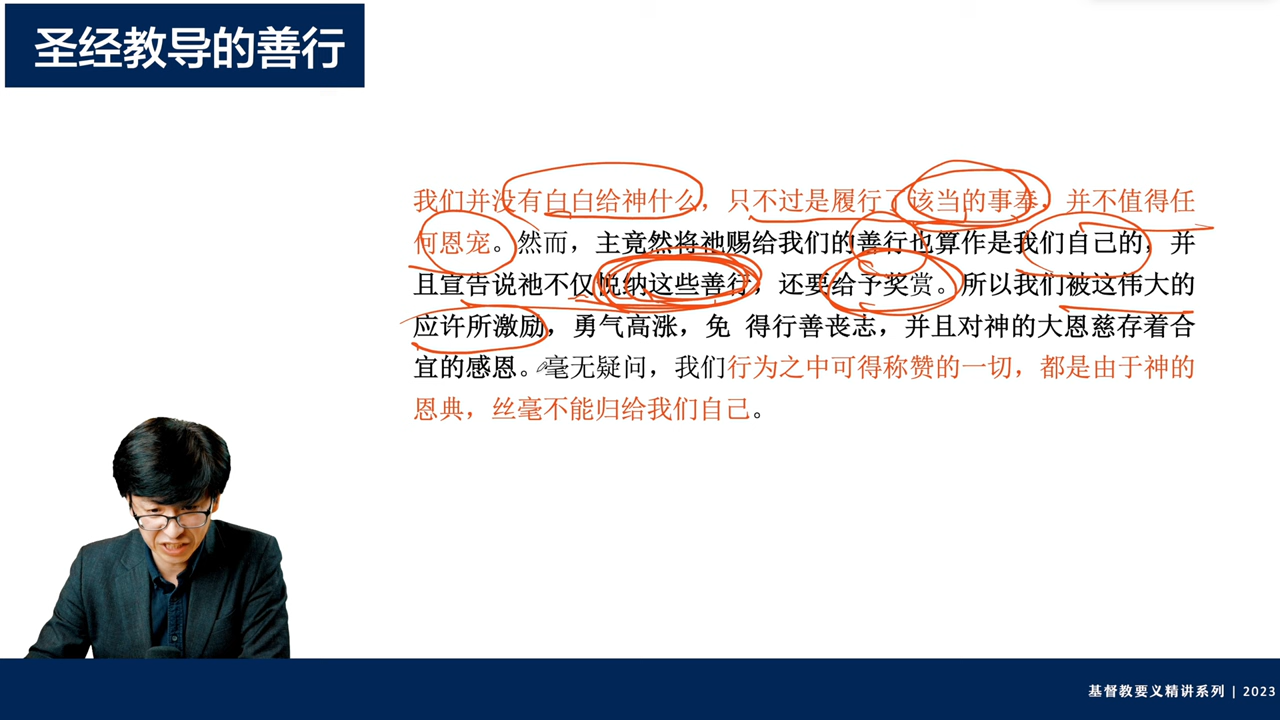 圣经教导的善行
我们并没有白白给神什么，只不过是履行了该当的事奉，并不值得任
何恩宠。然而，主竟然将祂赐给我们的善行也算作是我们自己的，并
且宣告说祂不仅悦纳这些善行，还要给予奖赏。所以我们被这伟大的
应许所激励，勇气高涨，免 得行善丧志，并且对神的大恩慈存着合
宜的感恩。毫无疑问，我们行为之中可得称赞的一切，都是由于神的
恩典，丝毫不能归给我们自己。
基督教要义精讲系列 | 2023